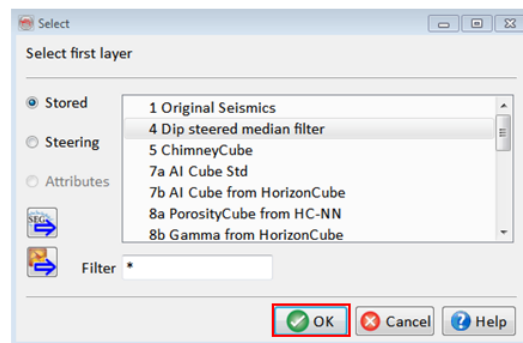 Select
Select first layer
Stored
Steering
Attributes
1 Original Seismics
4 Dip steered median filter
5 ChimneyCube
7a AI Cube Std
7b AI Cube from HorizonCube
8a PorosityCube from HC-NN
8b Gamma from HorizonCube
SEG
Filter *
OK Cancel Help